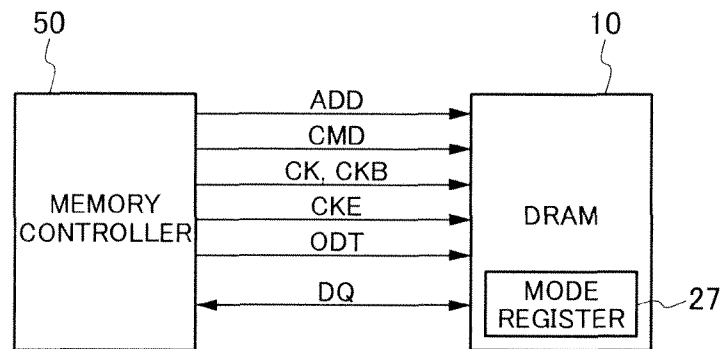 50
10
ADD
CMD
CK, CKB
CKE
ODT
DQ
MEMORY
CONTROLLER
DRAM
MODE
REGISTER
27